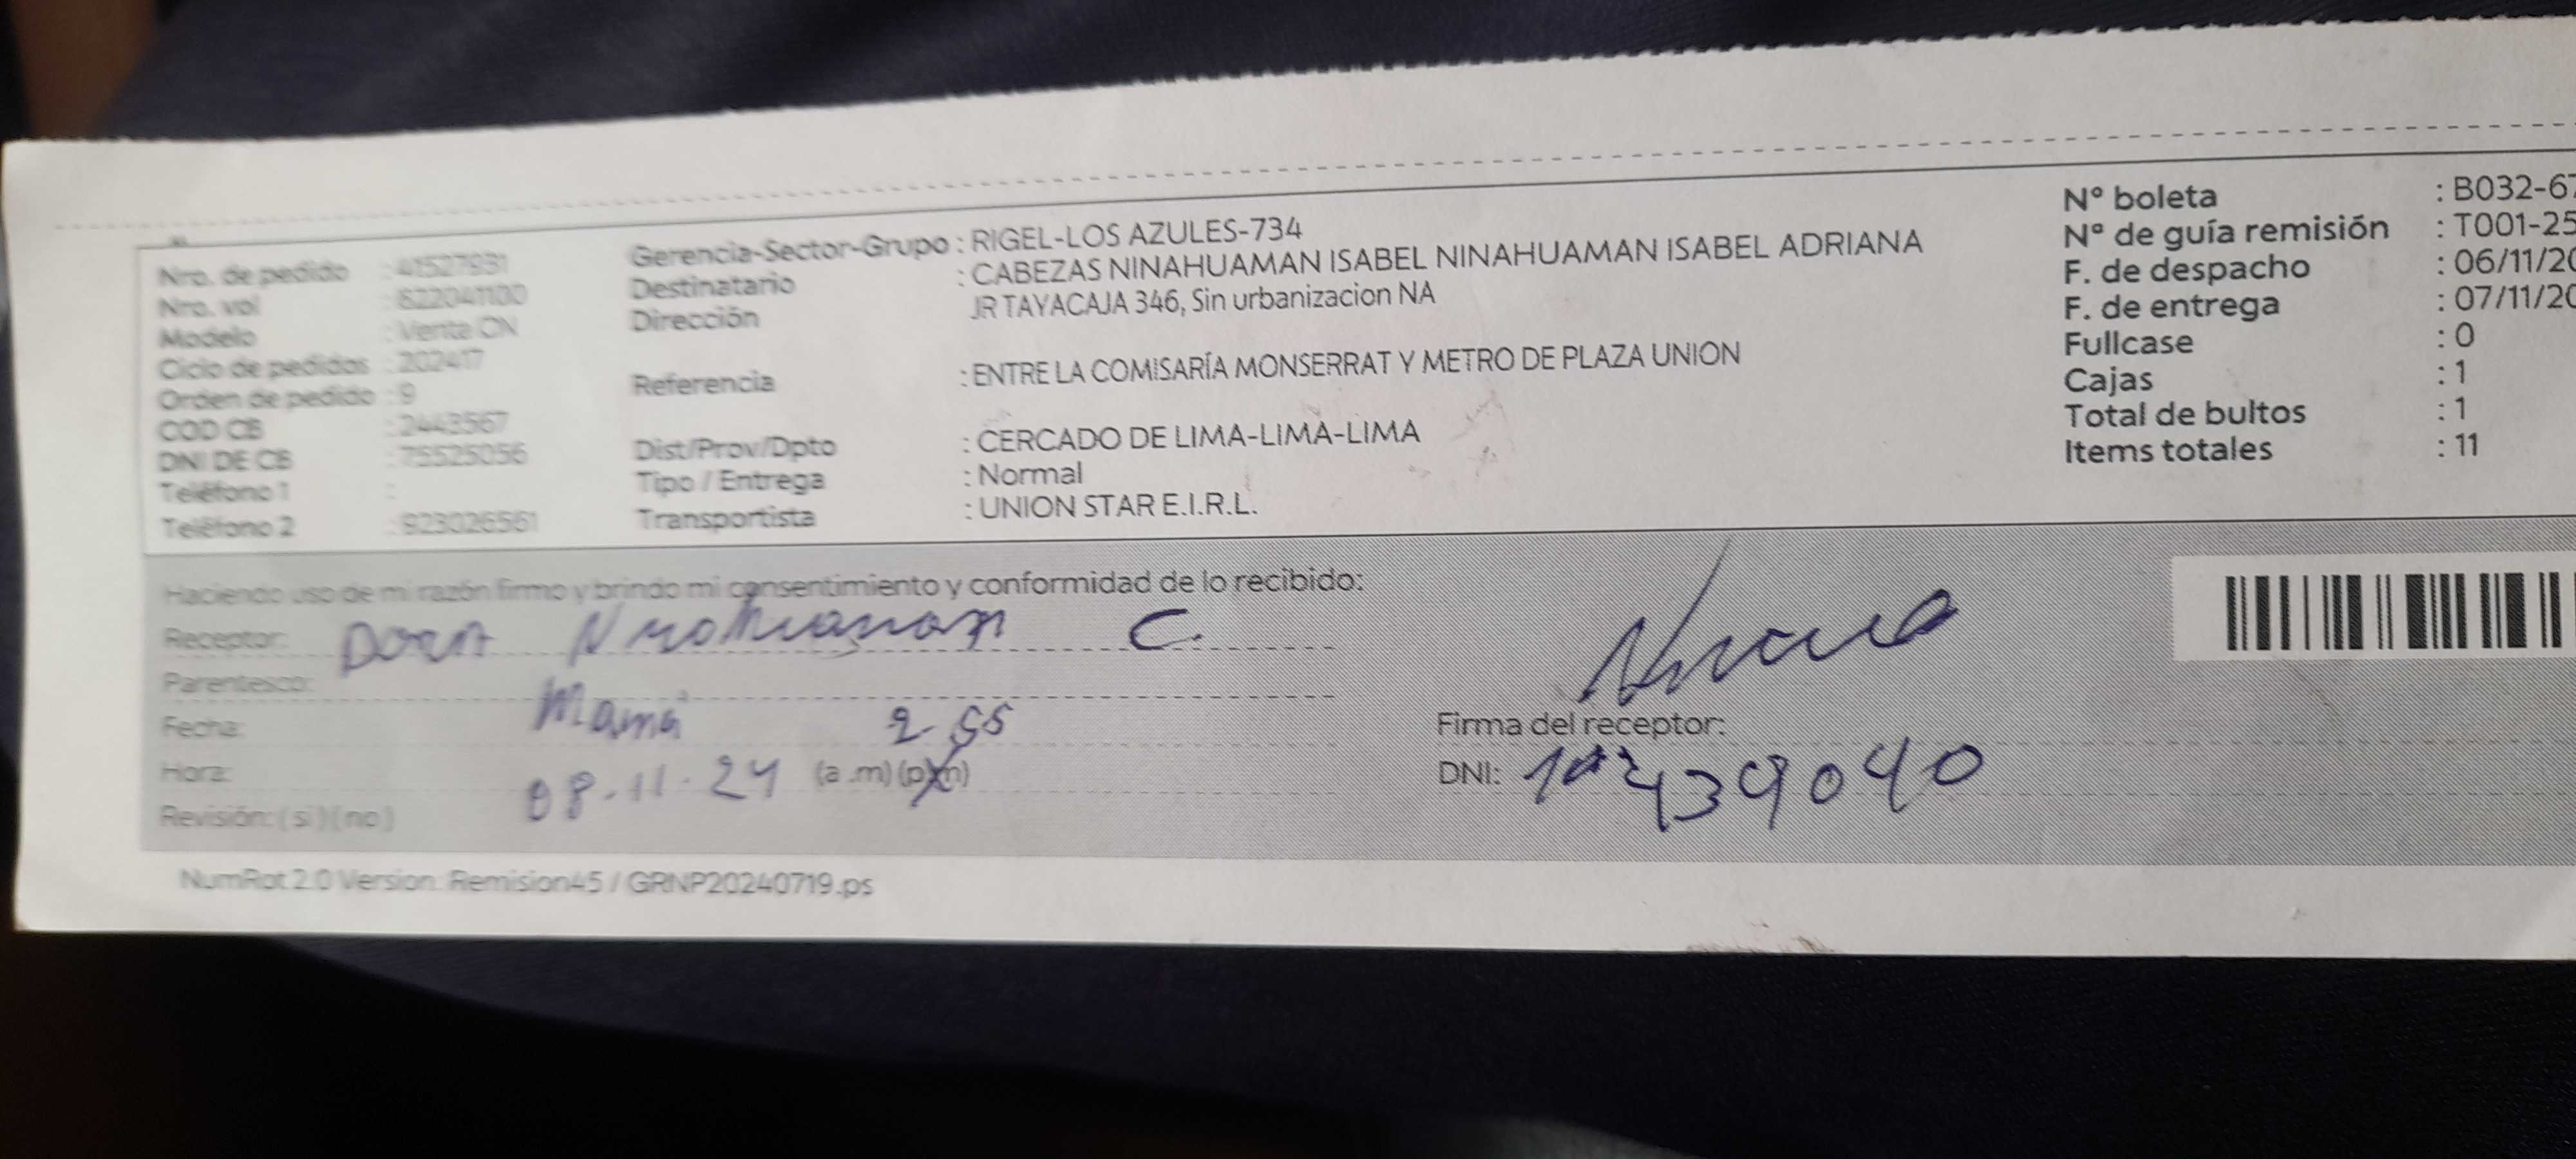 Nro. de pedido : 41527931
Nro. vol : 622041100
Modelo : Venta CN
Ciclo de pedidos : 202417
Orden de pedido : 9
COD CB : 2443567
DNI DE CB : 75525056
Teléfono 1 :
Teléfono 2 : 923026561
Gerencia-Sector-Grupo : RIGEL-LOS AZULES-734
Destinatario : CABEZAS NINAHUAMAN ISABEL NINAHUAMAN ISABEL ADRIANA
Dirección JR TAYACAJA 346, Sin urbanizacion NA
Referencia : ENTRE LA COMISARÍA MONSERRAT Y METRO DE PLAZA UNION
Dist/Prov/Dpto : CERCADO DE LIMA-LIMA-LIMA
Tipo / Entrega : Normal
Transportista : UNION STAR E.I.R.L.
N° boleta : B032-67
N° de guía remisión : T001-25
F. de despacho : 06/11/20
F. de entrega : 07/11/20
Fullcase : 0
Cajas : 1
Total de bultos : 1
Items totales : 11
Haciendo uso de mi razón firmo y brindo mi consentimiento y conformidad de lo recibido:
Receptor: C.
Parentesco: Mamá
Fecha: 2 55
Hora: 08.11.24 (a .m) (p.m)
Revisión: (si) (no)
Firma del receptor:
DNI:
NumRot 2.0 Version: Remision45 / GRNP20240719.ps